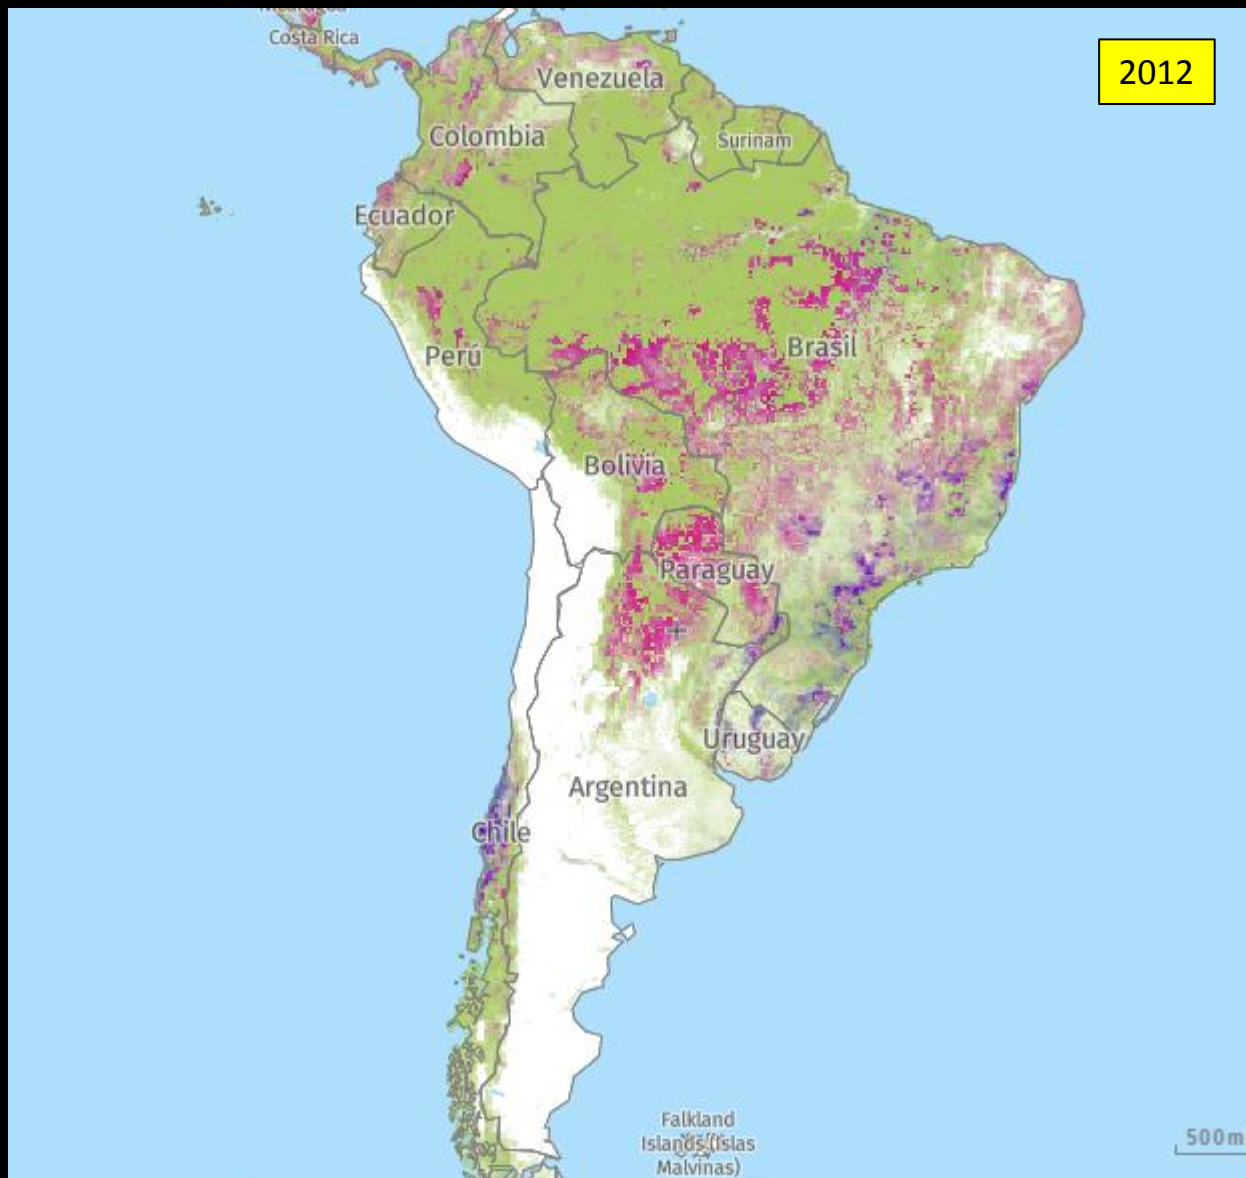 Nicaragua
Costa Rica
2012
Venezuela
Colombia
Surinam
Ecuador
Brasil
Perú
Bolivia
Paraguay
Uruguay
Argentina
Chile
Falkland
Islands (Islas
Malvinas)
500m